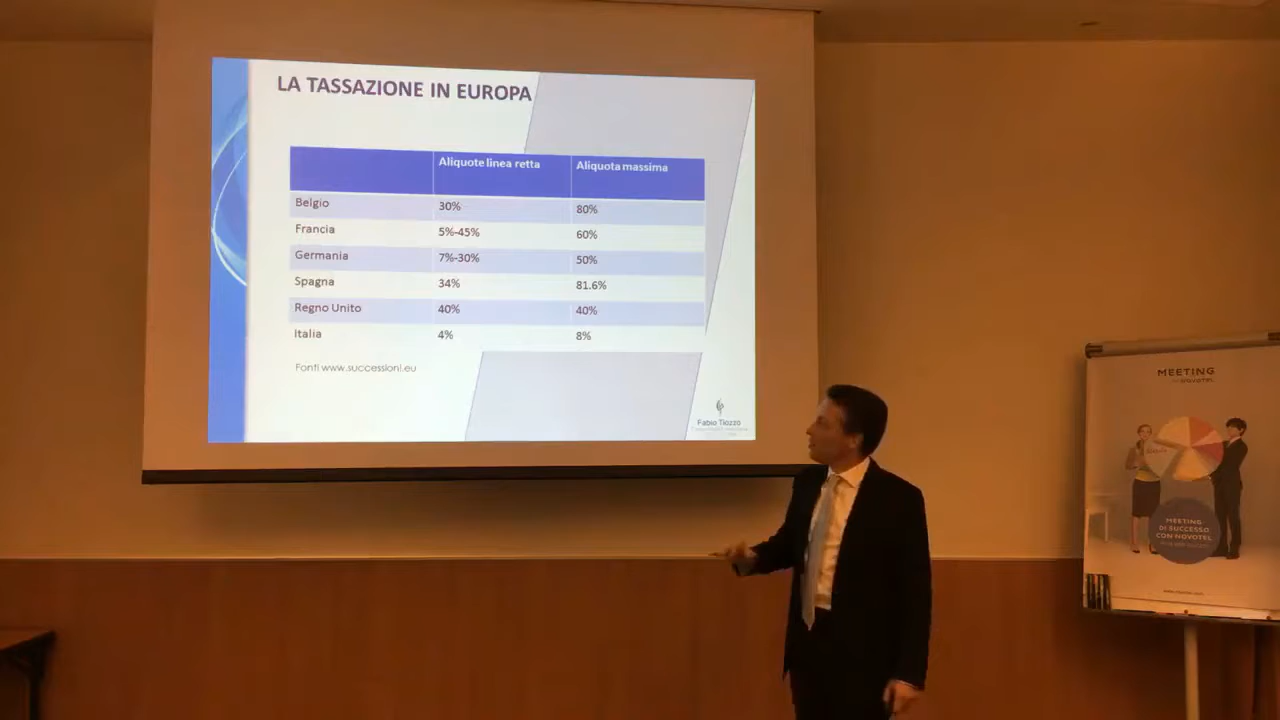 LA TASSAZIONE IN EUROPA
Aliquote linea retta Aliquota massima
Belgio 30% 80%
Francia 5%-45% 60%
Germania 7%-30% 50%
Spagna 34% 81.6%
Regno Unito 40% 40%
Italia 4% 8%
Fonti www.successioni.eu
Fabio Tiozzo
MEETING
NOVOTEL
MEETING
DI SUCCESSO
CON NOVOTEL